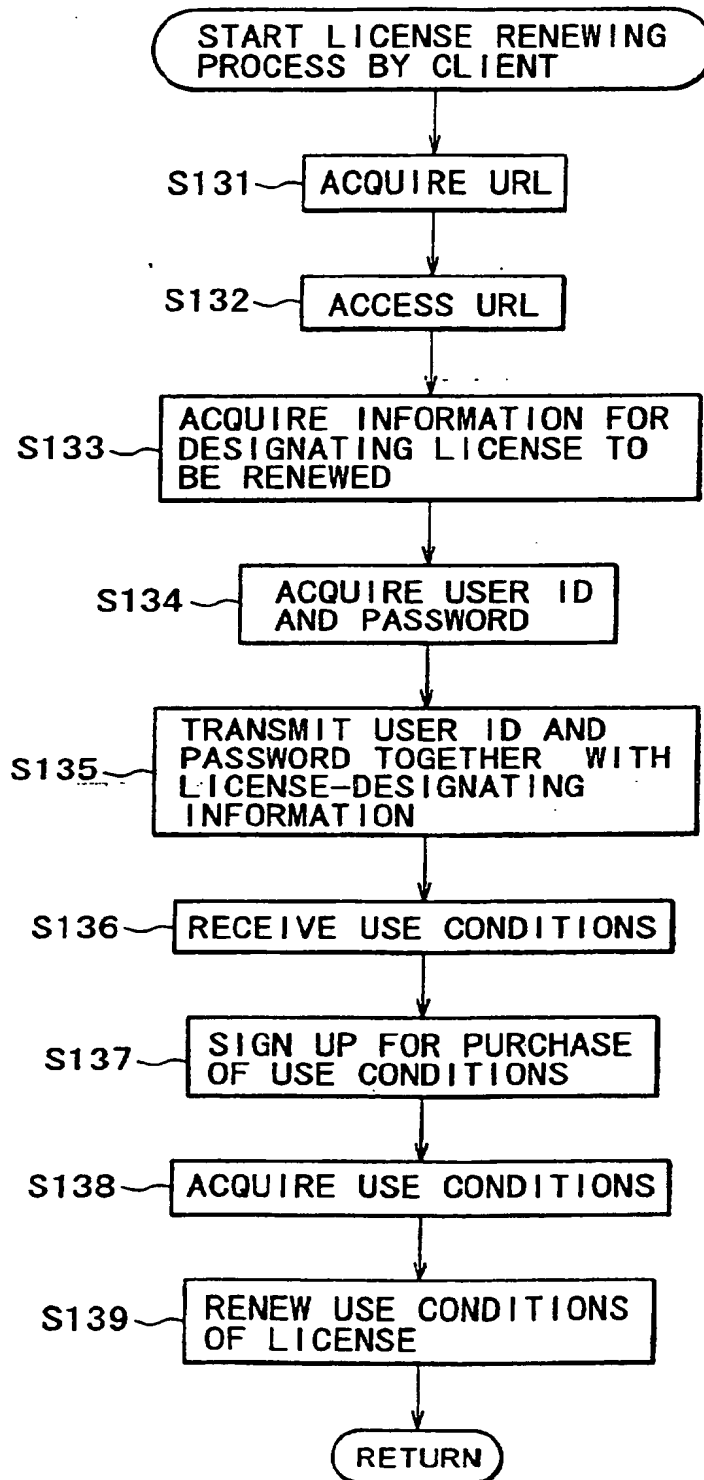 START LICENSE RENEWING
PROCESS BY CLIENT
S131
ACQUIRE URL
S132
ACCESS URL
S133
ACQUIRE INFORMATION FOR
DESIGNATING LICENSE TO
BE RENEWED
S134
ACQUIRE USER ID
AND PASSWORD
S135
TRANSMIT USER ID AND
PASSWORD TOGETHER WITH
LICENSE-DESIGNATING
INFORMATION
S136
RECEIVE USE CONDITIONS
S137
SIGN UP FOR PURCHASE
OF USE CONDITIONS
S138
ACQUIRE USE CONDITIONS
S139
RENEW USE CONDITIONS
OF LICENSE
RETURN